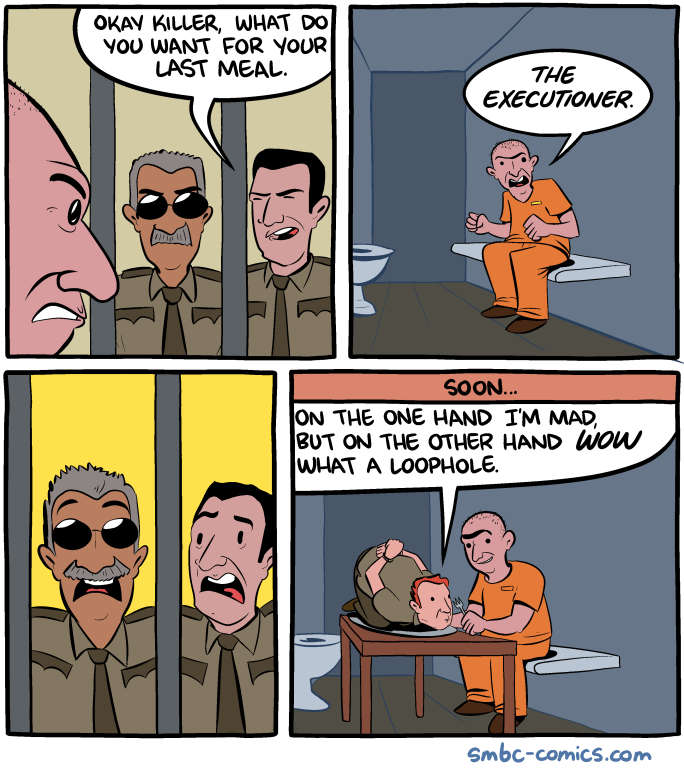 OKAY KILLER, WHAT DO
YOU WANT FOR YOUR
LAST MEAL.
THE
EXECUTIONER.
SOON...
ON THE ONE HAND I'M MAD,
BUT ON THE OTHER HAND WOW
WHAT A LOOPHOLE.
smbc-comics.com